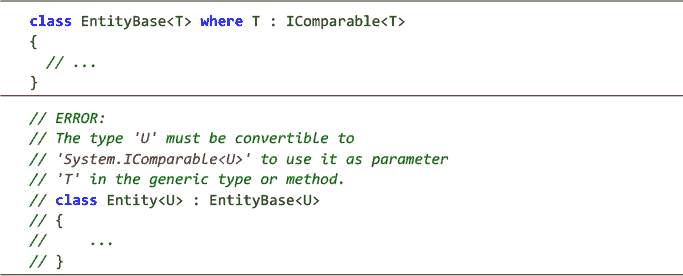 class EntityBase<T> where T : IComparable<T>
{
  // ...
}
// ERROR:
// The type 'U' must be convertible to
// 'System.IComparable<U>' to use it as parameter
// 'T' in the generic type or method.
// class Entity<U> : EntityBase<U>
// {
//     ...
// }